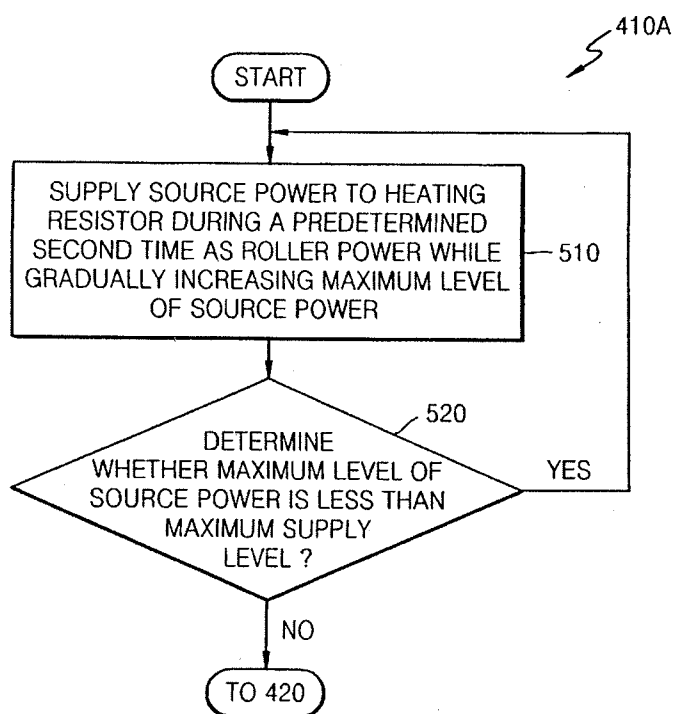 410A
START
SUPPLY SOURCE POWER TO HEATING
RESISTOR DURING A PREDETERMINED
SECOND TIME AS ROLLER POWER WHILE
GRADUALLY INCREASING MAXIMUM LEVEL
OF SOURCE POWER
510
520
DETERMINE
WHETHER MAXIMUM LEVEL OF
SOURCE POWER IS LESS THAN
MAXIMUM SUPPLY
LEVEL ?
YES
NO
TO 420